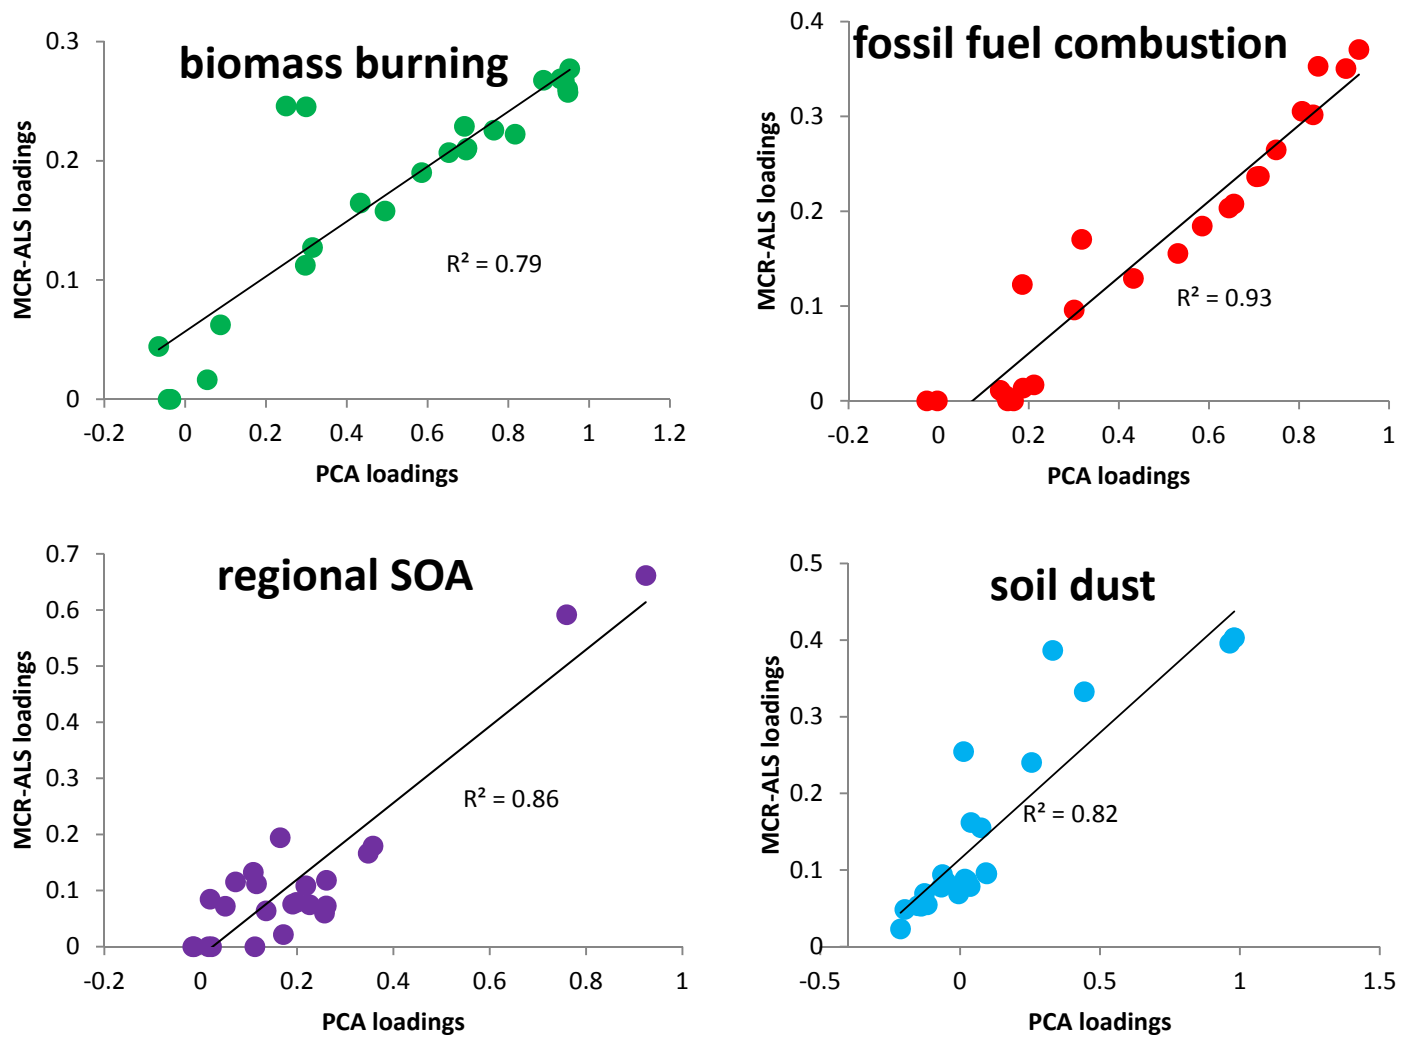 biomass burning
0.3
0.2
0.1
0
MCR-ALS loadings
R² = 0.79
-0.2 0 0.2 0.4 0.6 0.8 1 1.2
PCA loadings
fossil fuel combustion
0.4
0.3
0.2
0.1
0
MCR-ALS loadings
R² = 0.93
-0.2 0 0.2 0.4 0.6 0.8 1
PCA loadings
regional SOA
0.7
0.6
0.5
0.4
0.3
0.2
0.1
0
MCR-ALS loadings
R² = 0.86
-0.2 0 0.2 0.4 0.6 0.8 1
PCA loadings
soil dust
0.5
0.4
0.3
0.2
0.1
0
MCR-ALS loadings
R² = 0.82
-0.5 0 0.5 1 1.5
PCA loadings